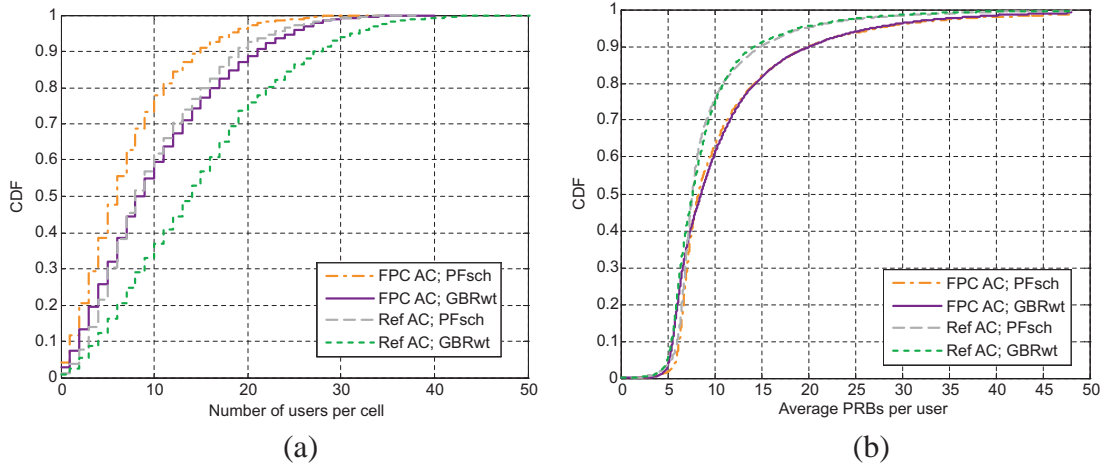 1
0.9
0.8
0.7
0.6
0.5
0.4
0.3
0.2
0.1
0
CDF
0 10 20 30 40 50
Number of users per cell
FPC AC; PFsch
FPC AC; GBRwt
Ref AC; PFsch
Ref AC; GBRwt
(a)
1
0.9
0.8
0.7
0.6
0.5
0.4
0.3
0.2
0.1
0
CDF
0 5 10 15 20 25 30 35 40 45 50
Average PRBs per user
FPC AC; PFsch
FPC AC; GBRwt
Ref AC; PFsch
Ref AC; GBRwt
(b)